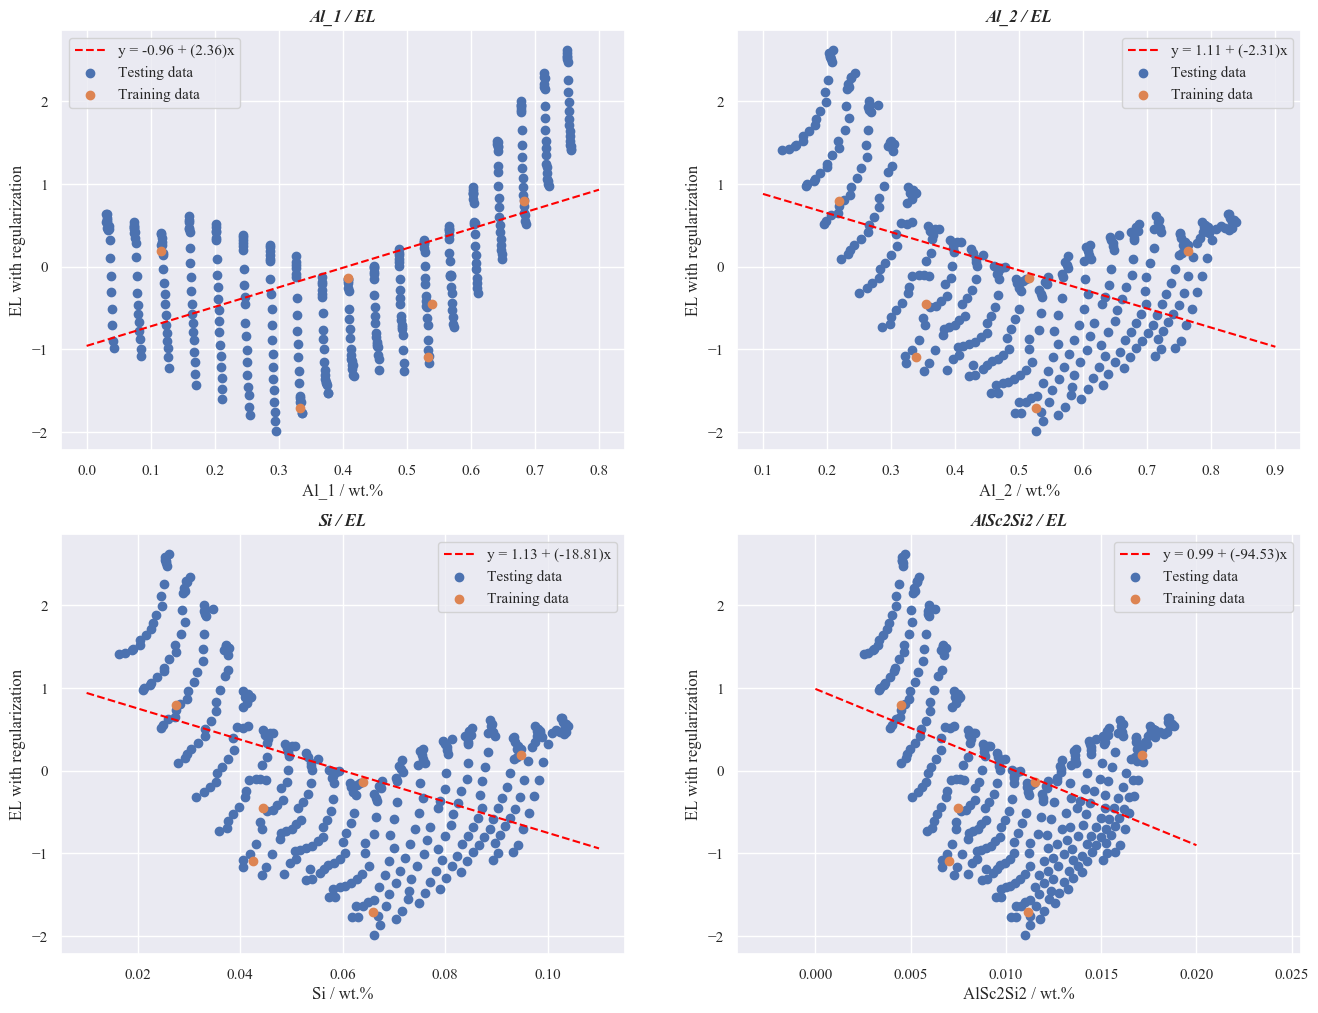 Al_1 / EL
y = -0.96 + (2.36)x
Testing data
Training data
EL with regularization
2
1
0
−1
−2
0.0 0.1 0.2 0.3 0.4 0.5 0.6 0.7 0.8
Al_1 / wt.%
Al_2 / EL
y = 1.11 + (-2.31)x
Testing data
Training data
EL with regularization
2
1
0
−1
−2
0.1 0.2 0.3 0.4 0.5 0.6 0.7 0.8 0.9
Al_2 / wt.%
Si / EL
y = 1.13 + (-18.81)x
Testing data
Training data
EL with regularization
2
1
0
−1
−2
0.02 0.04 0.06 0.08 0.10
Si / wt.%
AlSc2Si2 / EL
y = 0.99 + (-94.53)x
Testing data
Training data
EL with regularization
2
1
0
−1
−2
0.000 0.005 0.010 0.015 0.020 0.025
AlSc2Si2 / wt.%